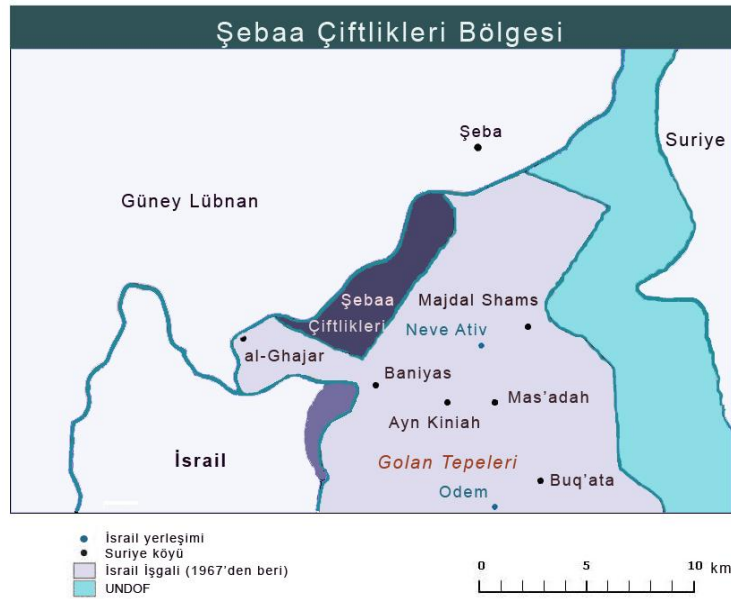 Şebaa Çiftlikleri Bölgesi
Şeba
Suriye
Güney Lübnan
Şebaa
Çiftlikleri
Majdal Shams
Neve Ativ
al-Ghajar
Baniyas
Mas'adah
Ayn Kiniah
İsrail
Golan Tepeleri
Buq'ata
Odem
İsrail yerleşimi
Suriye köyü
İsrail İşgali (1967'den beri)
UNDOF
0 5 10 km